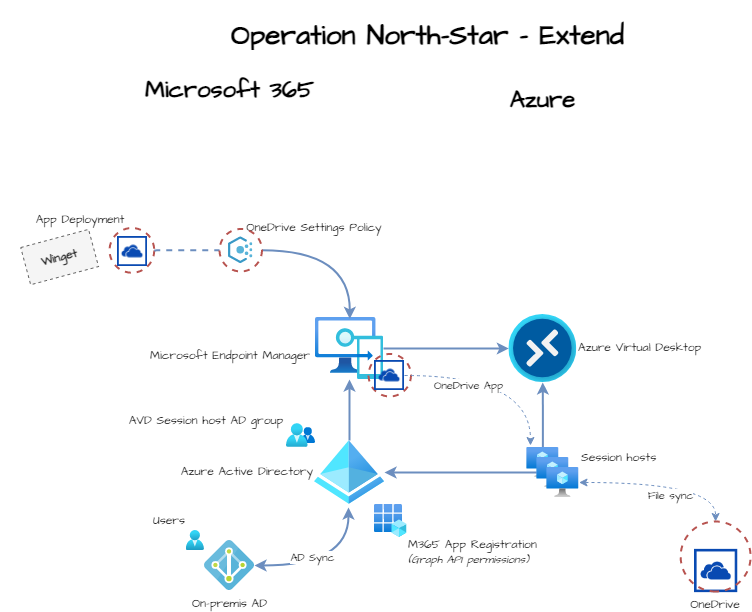 Operation North-Star - Extend
Microsoft 365
Azure
App Deployment
Winget
OneDrive Settings Policy
Microsoft Endpoint Manager
Azure Virtual Desktop
OneDrive App
AVD Session host AD group
Session hosts
Azure Active Directory
File sync
Users
M365 App Registration
(Graph API permissions)
AD Sync
On-premis AD
OneDrive